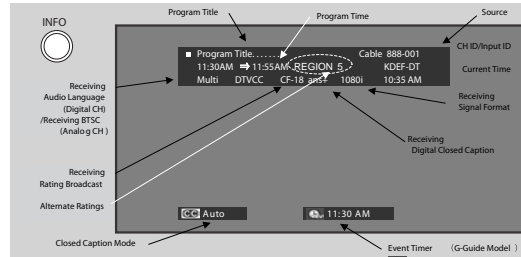 INFO
Program Title
Program Time
Source
Program Title........
Cable 888-001
11:30AM ➡ 11:55AM REGION 5
KDEF-DT
Multi DTVCC CF-18 ans+ 1080i 10:35 AM
CH ID/Input ID
Current Time
Receiving
Audio Language
(Digital CH)
/Receiving BTSC
(Analog CH )
Receiving
Signal Format
Receiving
Digital Closed Caption
Receiving
Rating Broadcast
Alternate Ratings
CC Auto
11:30 AM
Closed Caption Mode
Event Timer (G-Guide Model )